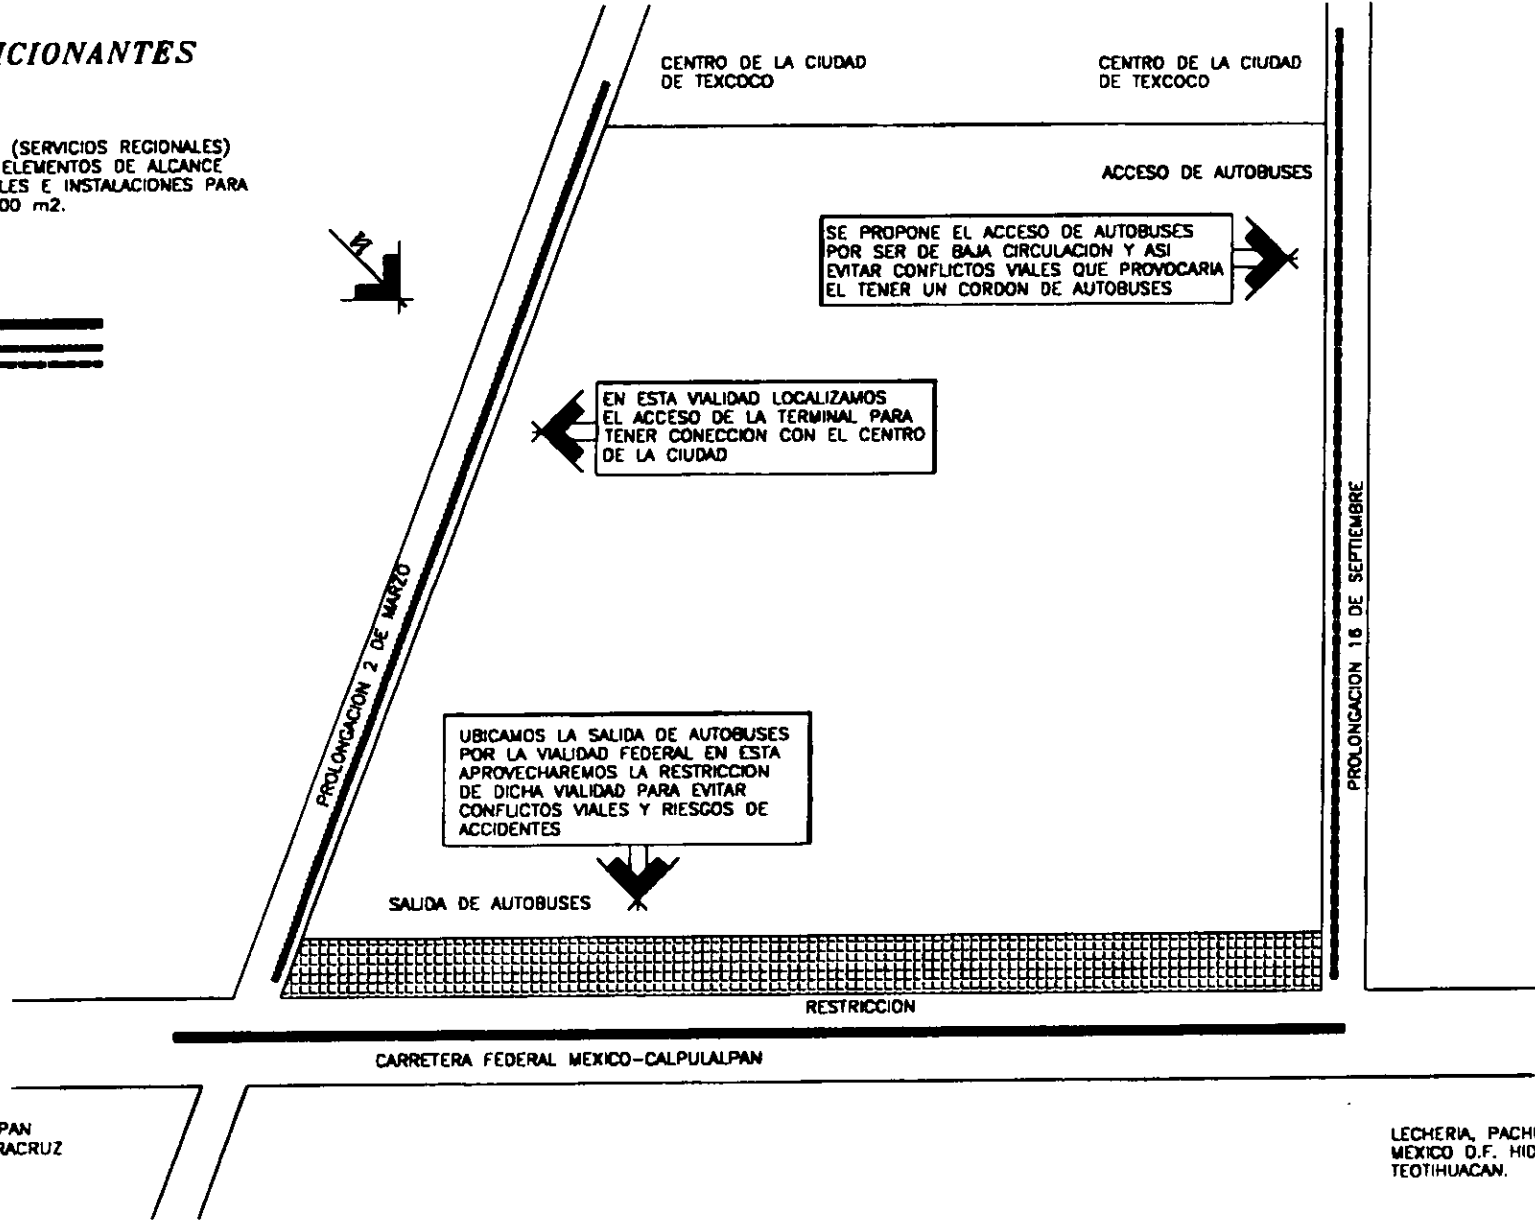 ICIONANTES
(SERVICIOS REGIONALES)
ELEMENTOS DE ALCANCE
LES E INSTALACIONES PARA
00 m2.
CENTRO DE LA CIUDAD
DE TEXCOCO
CENTRO DE LA CIUDAD
DE TEXCOCO
ACCESO DE AUTOBUSES
SE PROPONE EL ACCESO DE AUTOBUSES
POR SER DE BAJA CIRCULACION Y ASI
EVITAR CONFLICTOS VIALES QUE PROVOCARIA
EL TENER UN CORDON DE AUTOBUSES
N
EN ESTA VIALIDAD LOCALIZAMOS
EL ACCESO DE LA TERMINAL PARA
TENER CONECCION CON EL CENTRO
DE LA CIUDAD
PROLONGACION 2 DE MARZO
PROLONGACION 16 DE SEPTIEMBRE
UBICAMOS LA SALIDA DE AUTOBUSES
POR LA VIALIDAD FEDERAL EN ESTA
APROVECHAREMOS LA RESTRICCION
DE DICHA VIALIDAD PARA EVITAR
CONFLICTOS VIALES Y RIESGOS DE
ACCIDENTES
SALIDA DE AUTOBUSES
RESTRICCION
CARRETERA FEDERAL MEXICO-CALPULALPAN
PAN
RACRUZ
LECHERIA, PACHU
MEXICO D.F. HID
TEOTIHUACAN.